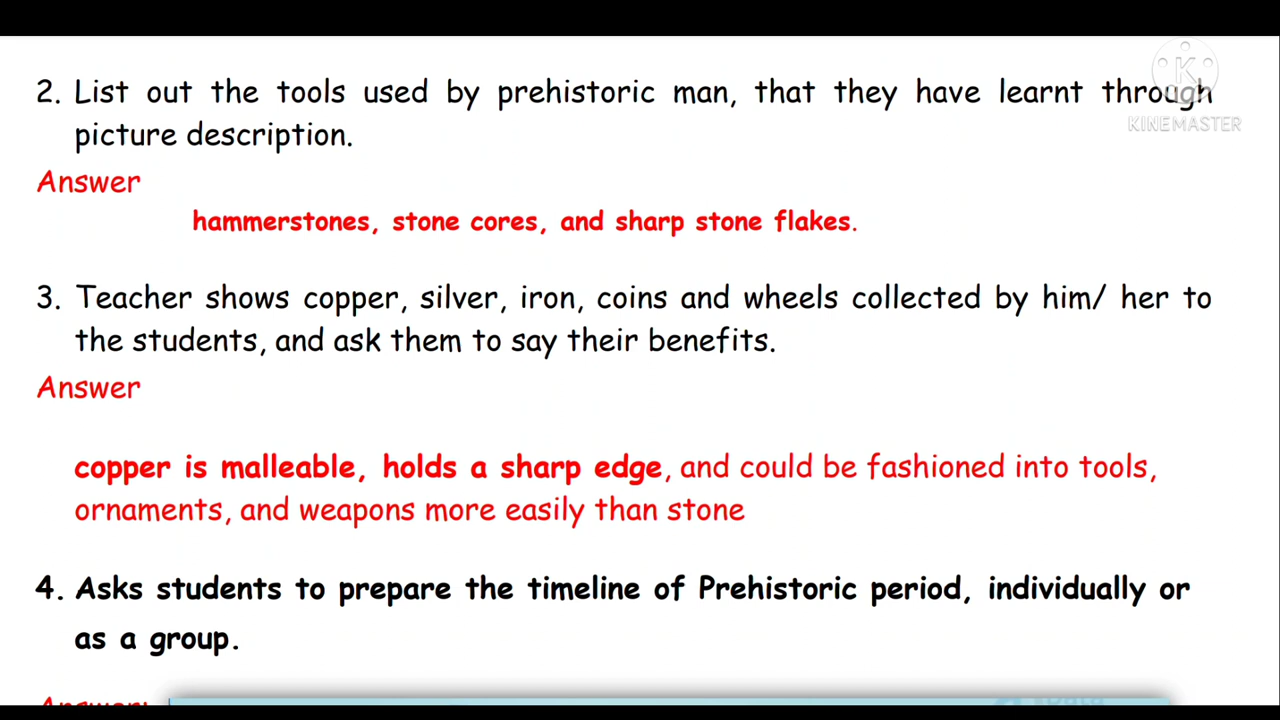 2. List out the tools used by prehistoric man, that they have learnt through
picture description.
Answer
hammerstones, stone cores, and sharp stone flakes.
3. Teacher shows copper, silver, iron, coins and wheels collected by him/ her to
the students, and ask them to say their benefits.
Answer
copper is malleable, holds a sharp edge, and could be fashioned into tools,
ornaments, and weapons more easily than stone
4. Asks students to prepare the timeline of Prehistoric period, individually or
as a group.
Answer:
K
KINEMASTER